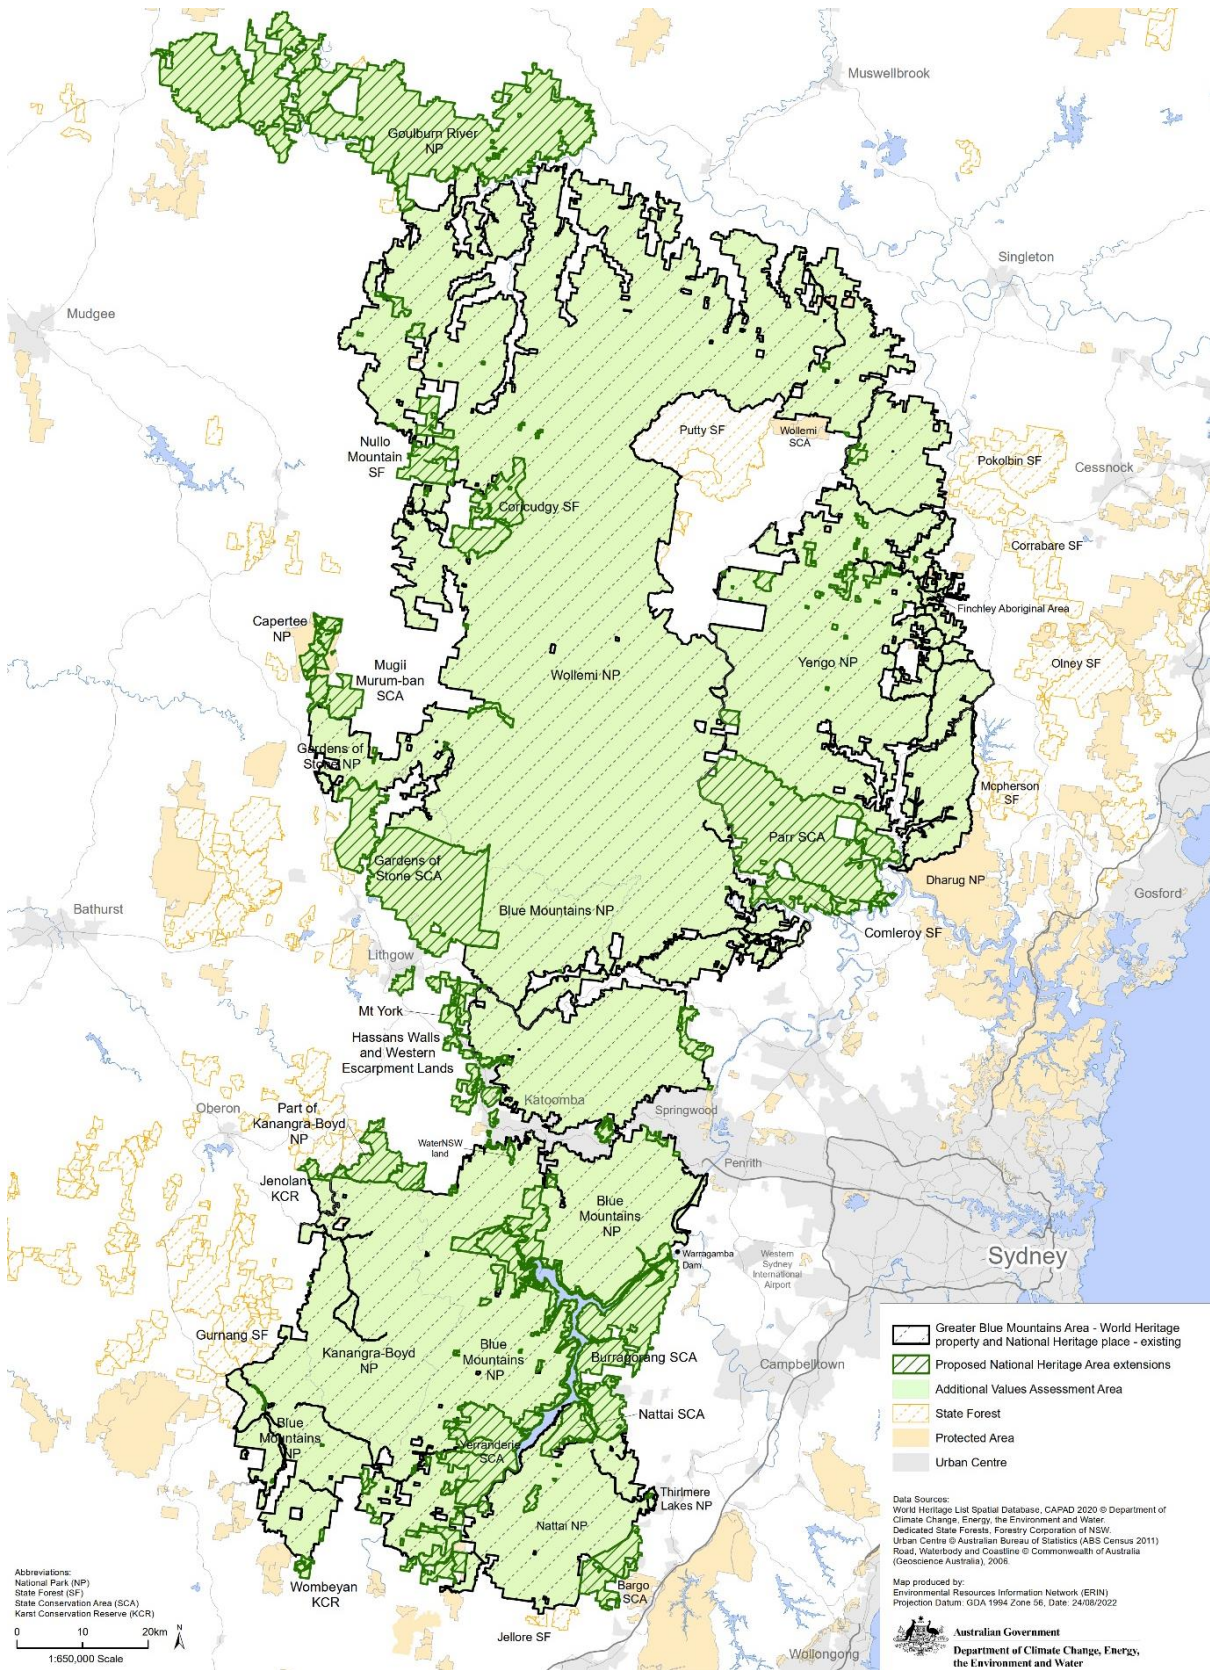 Muswellbrook
Goulburn River
NP
Singleton
Mudgee
Putty SF
Wollemi
SCA
Nullo
Mountain
SF
Pokolbin SF
Cessnock
Coricudgy SF
Corrabare SF
Finchley Aboriginal Area
Capertee
NP
Mugii
Murum-ban
SCA
Wollemi NP
Yengo NP
Olney SF
Gardens of
Stone NP
Mcpherson
SF
Parr SCA
Gardens of
Stone SCA
Dharug NP
Gosford
Bathurst
Blue Mountains NP
Comleroy SF
Lithgow
Mt York
Hassans Walls
and Western
Escarpment Lands
Oberon
Part of
Kanangra-Boyd
NP
Katoomba
Springwood
WaterNSW
land
Penrith
Jenolan
KCR
Blue
Mountains
NP
Warragamba
Dam
Western
Sydney
International
Airport
Sydney
Gurnang SF
Kanangra-Boyd
NP
Blue
Mountains
NP
Burragorang SCA
Campbelltown
Nattai SCA
Blue
Mountains
NP
Yerranderie
SCA
Thirlmere
Lakes NP
Nattai NP
Wombeyan
KCR
Bargo
SCA
Jellore SF
Wollongong
Greater Blue Mountains Area - World Heritage
property and National Heritage place - existing
Proposed National Heritage Area extensions
Additional Values Assessment Area
State Forest
Protected Area
Urban Centre
Data Sources:
World Heritage List Spatial Database, CAPAD 2020 © Department of
Climate Change, Energy, the Environment and Water.
Dedicated State Forests, Forestry Corporation of NSW.
Urban Centre © Australian Bureau of Statistics (ABS Census 2011)
Road, Waterbody and Coastline © Commonwealth of Australia
(Geoscience Australia), 2006.
Map produced by:
Environmental Resources Information Network (ERIN)
Projection Datum: GDA 1994 Zone 56, Date: 24/08/2022
Australian Government
Department of Climate Change, Energy,
the Environment and Water
Abbreviations:
National Park (NP)
State Forest (SF)
State Conservation Area (SCA)
Karst Conservation Reserve (KCR)
0 10 20km N
1:650,000 Scale